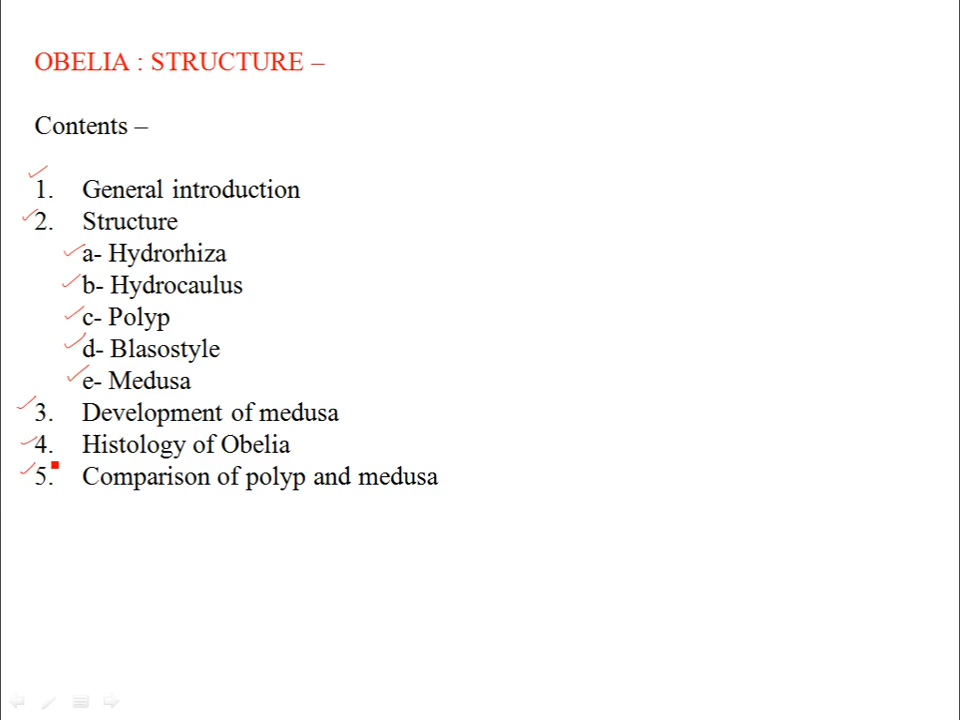 OBELIA : STRUCTURE –
Contents –
1. General introduction
2. Structure
a- Hydrorhiza
b- Hydrocaulus
c- Polyp
d- Blasostyle
e- Medusa
3. Development of medusa
4. Histology of Obelia
5. Comparison of polyp and medusa